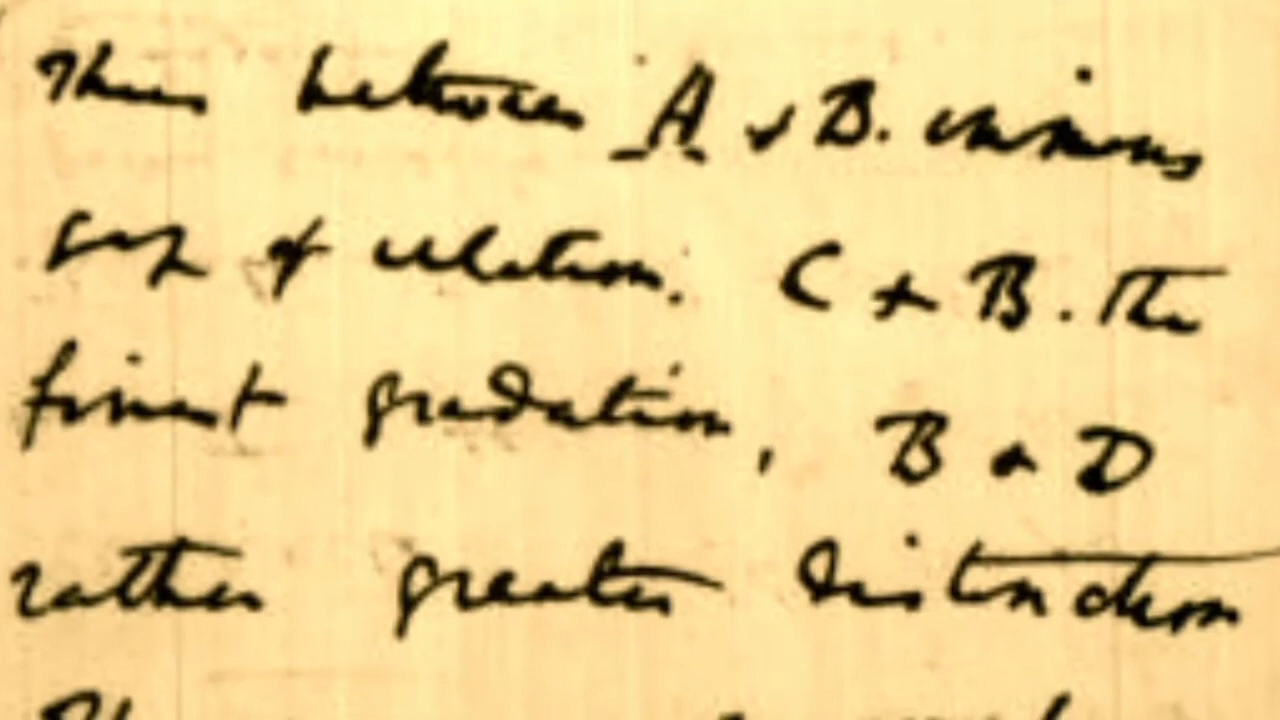 Thus between A & B. immens
gap of relation. C & B. The
finest gradation, B & D
rather greater distinction